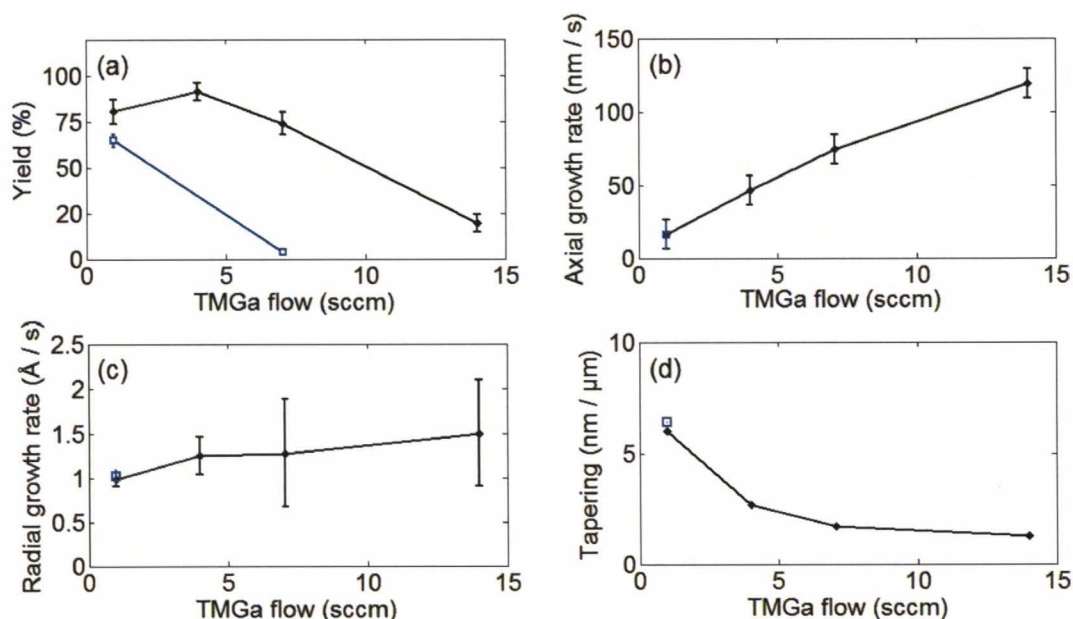 (a)
Yield (%)
100
75
50
20
0
0 5 10 15
TMGa flow (sccm)
(b)
Axial growth rate (nm / s)
150
100
50
0
0 5 10 15
TMGa flow (sccm)
(c)
Radial growth rate (Å / s)
2.5
2
1.5
1
0.5
0
0 5 10 15
TMGa flow (sccm)
(d)
Tapering (nm / µm)
10
5
0
0 5 10 15
TMGa flow (sccm)